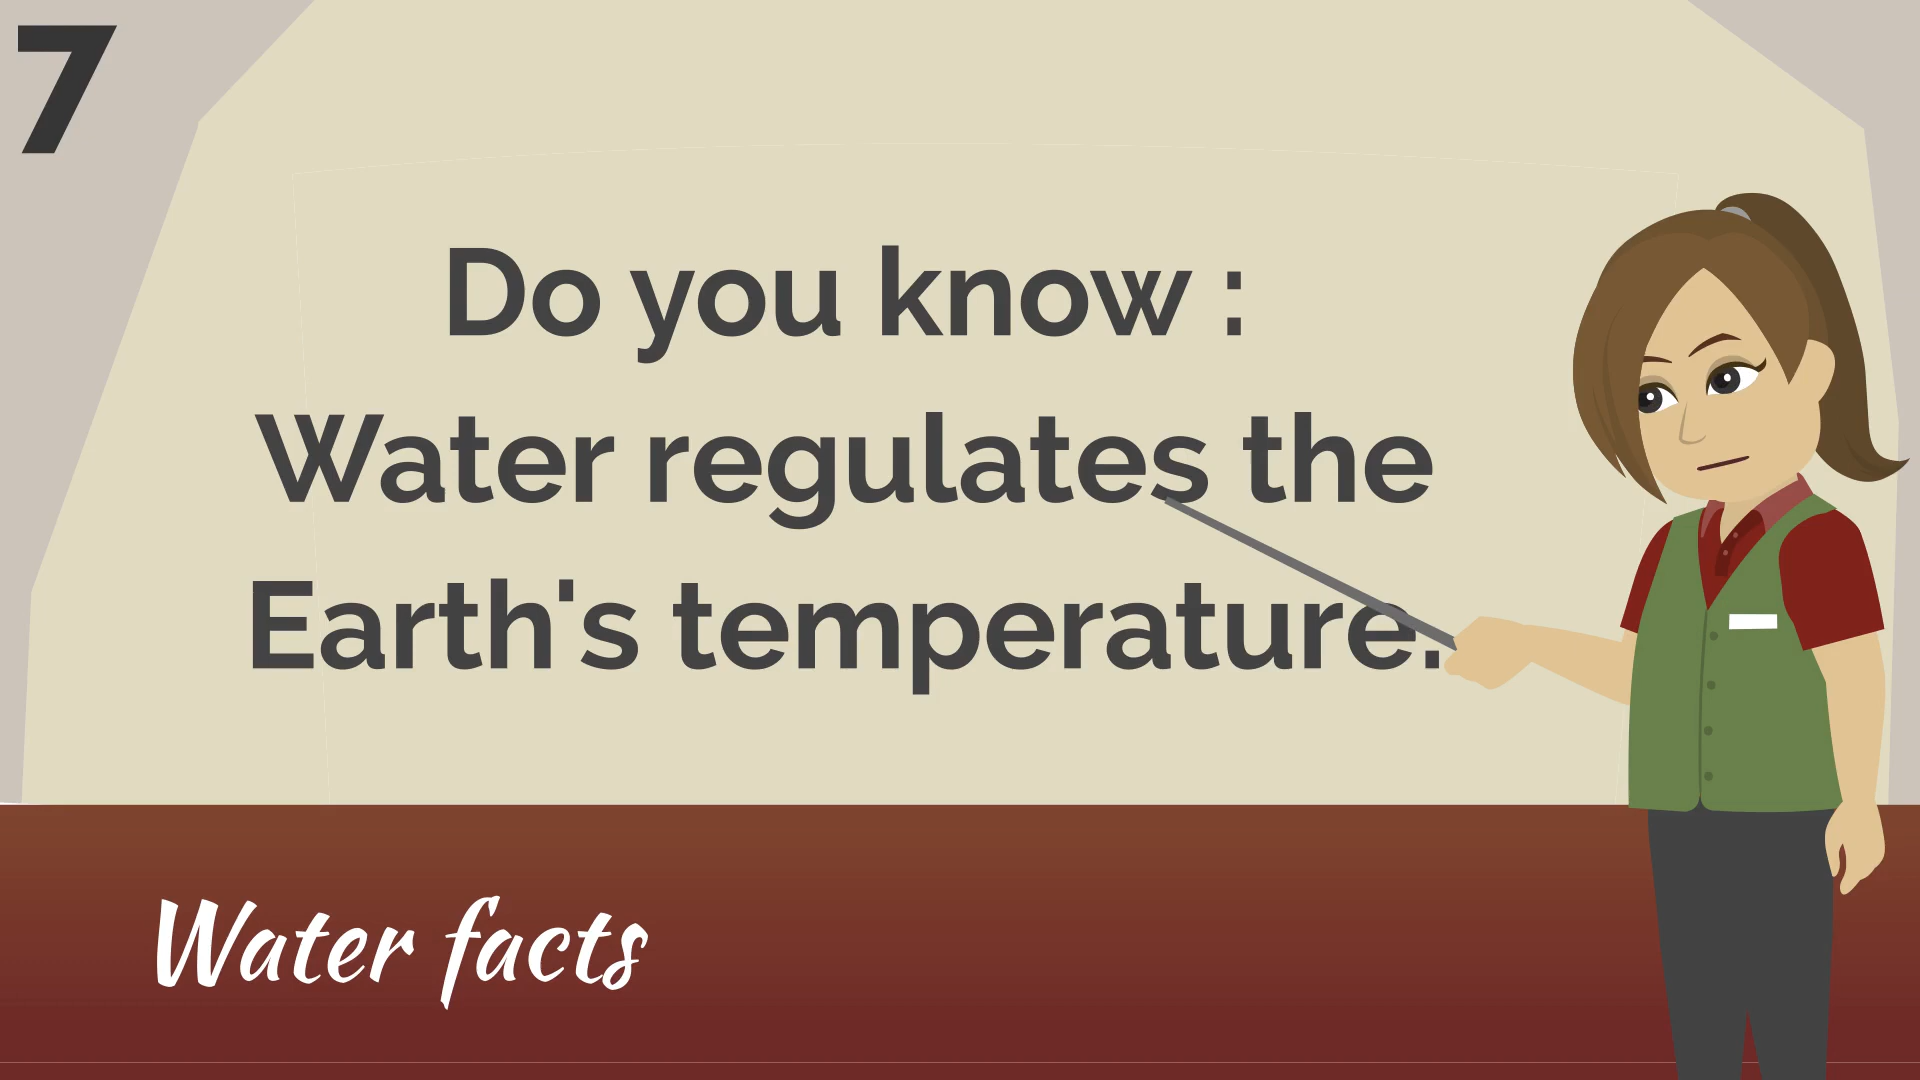 7
Do you know :
Water regulates the
Earth's temperature.
Water facts